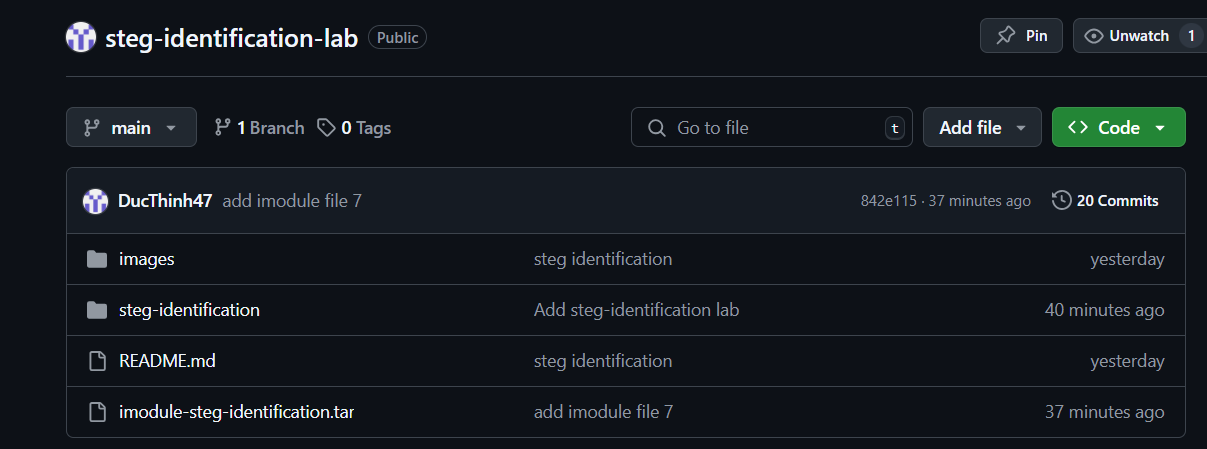 steg-identification-lab Public Pin Unwatch 1
main 1 Branch 0 Tags Go to file t Add file Code
DucThinh47 add imodule file 7 842e115 · 37 minutes ago 20 Commits
images steg identification yesterday
steg-identification Add steg-identification lab 40 minutes ago
README.md steg identification yesterday
imodule-steg-identification.tar add imodule file 7 37 minutes ago